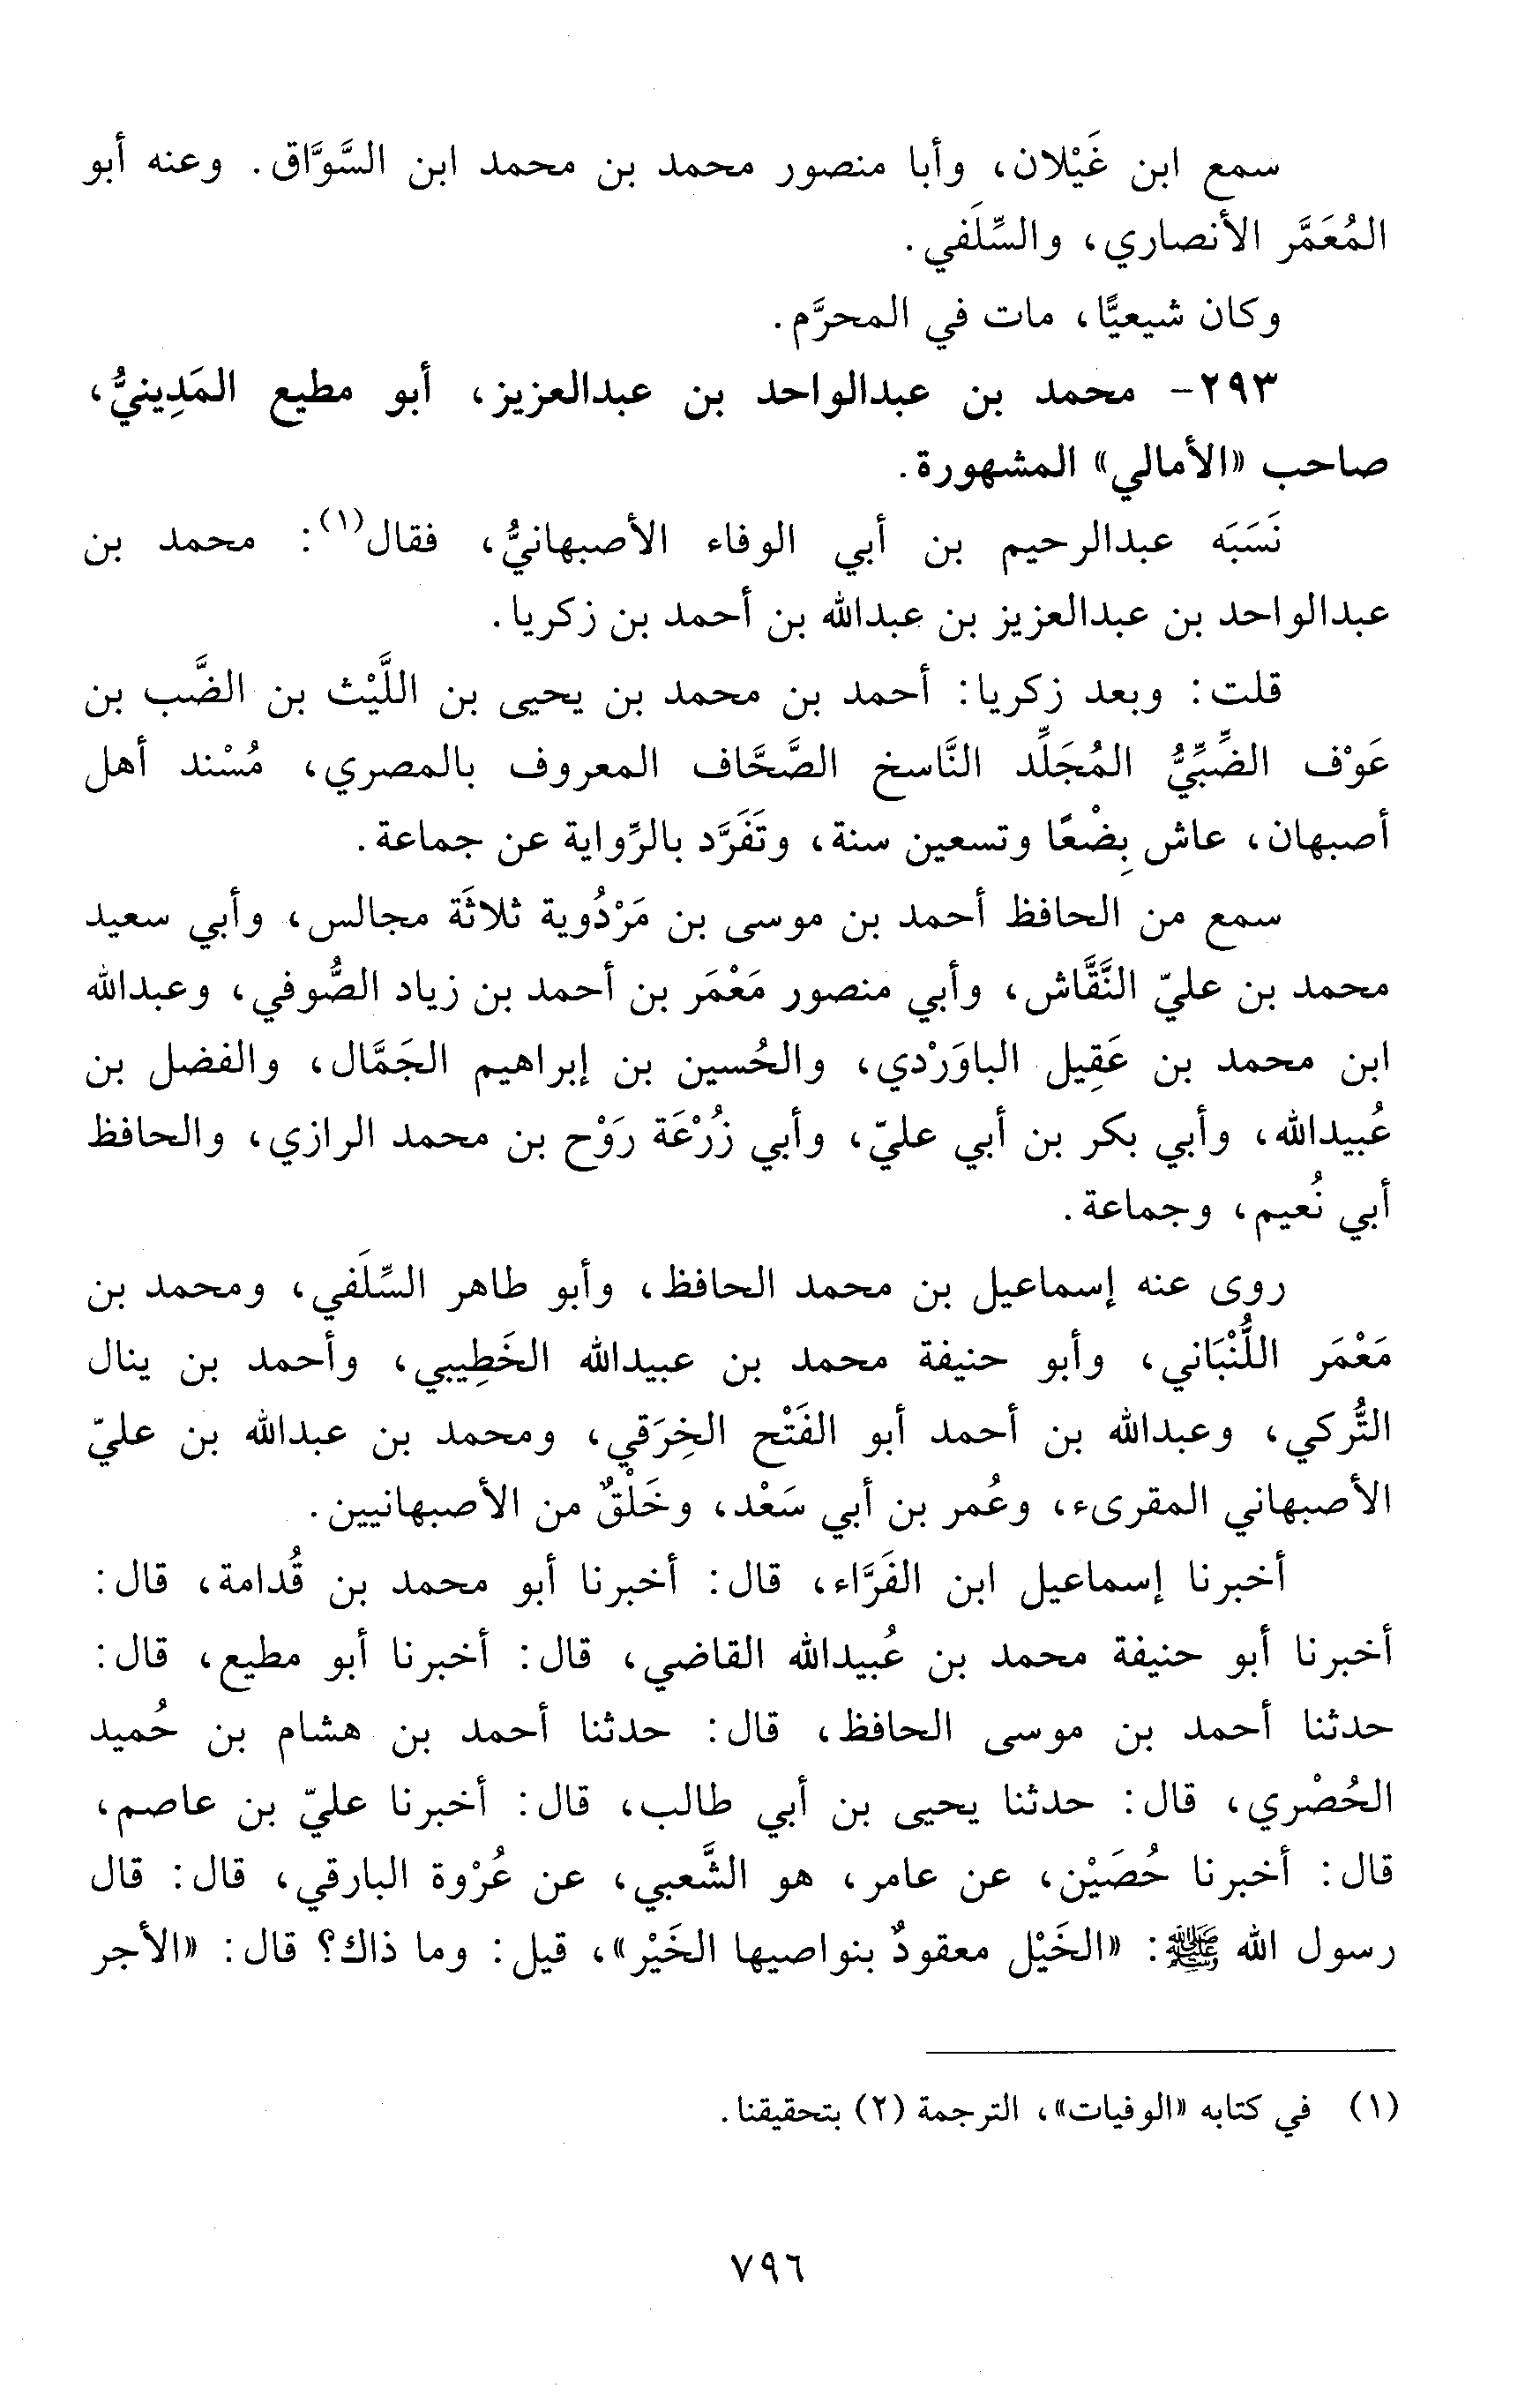 سمع ابن غَيْلان، وأبا منصور محمد بن محمد ابن السَّوَّاق. وعنه أبو
المُعَمَّر الأنصاري، والسِّلَفي.
وكان شيعيًّا، مات في المحرَّم.
٢٩٣- محمد بن عبدالواحد بن عبدالعزيز، أبو مطيع المَدِينيُّ،
صاحب «الأمالي» المشهورة.
نَسَبَه عبدالرحيم بن أبي الوفاء الأصبهانيُّ، فقال(١): محمد بن
عبدالواحد بن عبدالعزيز بن عبدالله بن أحمد بن زكريا.
قلت: وبعد زكريا: أحمد بن محمد بن يحيى بن اللَّيْث بن الضَّب بن
عَوْف الضِّبِّيُّ المُجَلِّد النَّاسخ الصَّحَّاف المعروف بالمصري، مُسْند أهل
أصبهان، عاش بِضْعًا وتسعين سنة، وتَفَرَّد بالرِّواية عن جماعة.
سمع من الحافظ أحمد بن موسى بن مَرْدُوية ثلاثَة مجالس، وأبي سعيد
محمد بن عليّ النَّقَّاش، وأبي منصور مَعْمَر بن أحمد بن زياد الصُّوفي، وعبدالله
ابن محمد بن عَقِيل الباوَرْدي، والحُسين بن إبراهيم الجَمَّال، والفضل بن
عُبيدالله، وأبي بكر بن أبي عليّ، وأبي زُرْعَة رَوْح بن محمد الرازي، والحافظ
أبي نُعيم، وجماعة.
روى عنه إسماعيل بن محمد الحافظ، وأبو طاهر السِّلَفي، ومحمد بن
مَعْمَر اللُّنْبَاني، وأبو حنيفة محمد بن عبيدالله الخَطِيبي، وأحمد بن ينال
التُّركي، وعبدالله بن أحمد أبو الفَتْح الخِرَقي، ومحمد بن عبدالله بن عليّ
الأصبهاني المقرىء، وعُمر بن أبي سَعْد، وخَلْقٌ من الأصبهانيين.
أخبرنا إسماعيل ابن الفَرَّاء، قال: أخبرنا أبو محمد بن قُدامة، قال:
أخبرنا أبو حنيفة محمد بن عُبيدالله القاضي، قال: أخبرنا أبو مطيع، قال:
حدثنا أحمد بن موسى الحافظ، قال: حدثنا أحمد بن هشام بن حُميد
الحُصْري، قال: حدثنا يحيى بن أبي طالب، قال: أخبرنا عليّ بن عاصم،
قال: أخبرنا حُصَيْن، عن عامر، هو الشَّعبي، عن عُرْوة البارقي، قال: قال
رسول الله ﷺ: «الخَيْل معقودٌ بنواصيها الخَيْر»، قيل: وما ذاك؟ قال: «الأجر
(١) في كتابه «الوفيات»، الترجمة (٢) بتحقيقنا.
٧٩٦